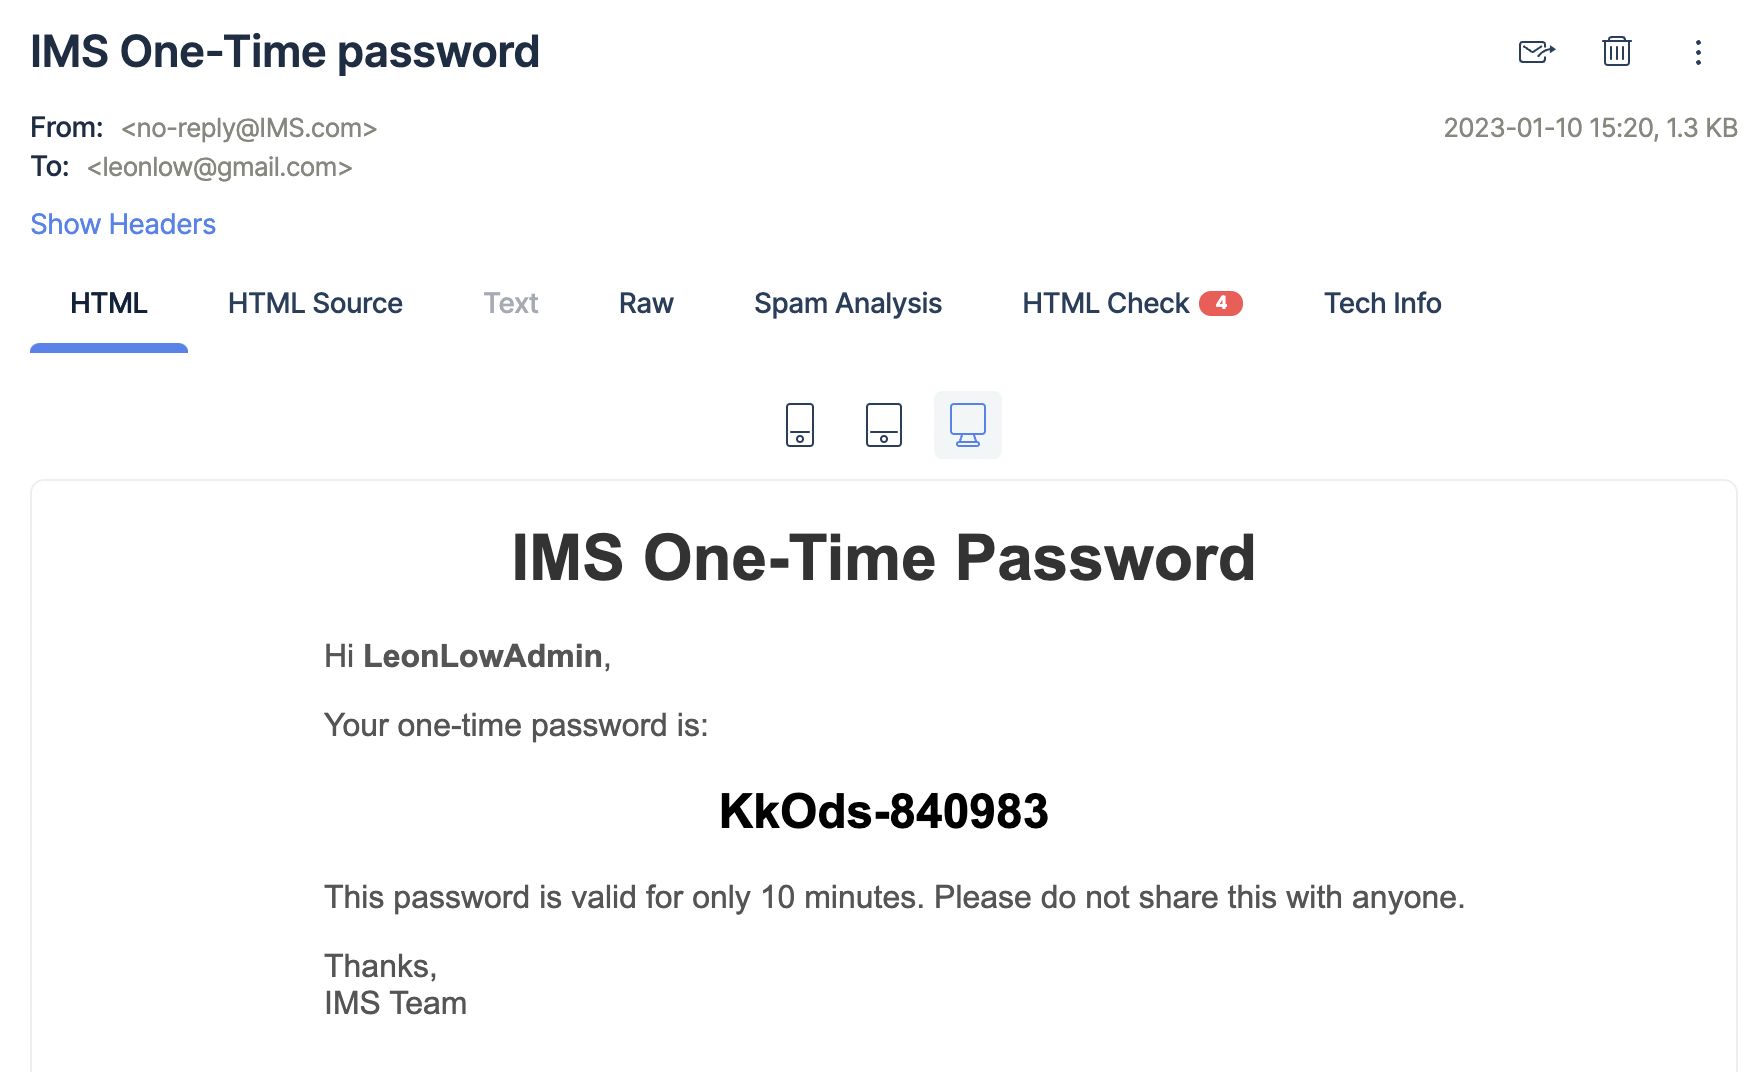 IMS One-Time password
From: <no-reply@IMS.com>
2023-01-10 15:20, 1.3 KB
To: <leonlow@gmail.com>
Show Headers
HTML HTML Source Text Raw Spam Analysis HTML Check 4 Tech Info
IMS One-Time Password
Hi LeonLowAdmin,
Your one-time password is:
KkOds-840983
This password is valid for only 10 minutes. Please do not share this with anyone.
Thanks,
IMS Team